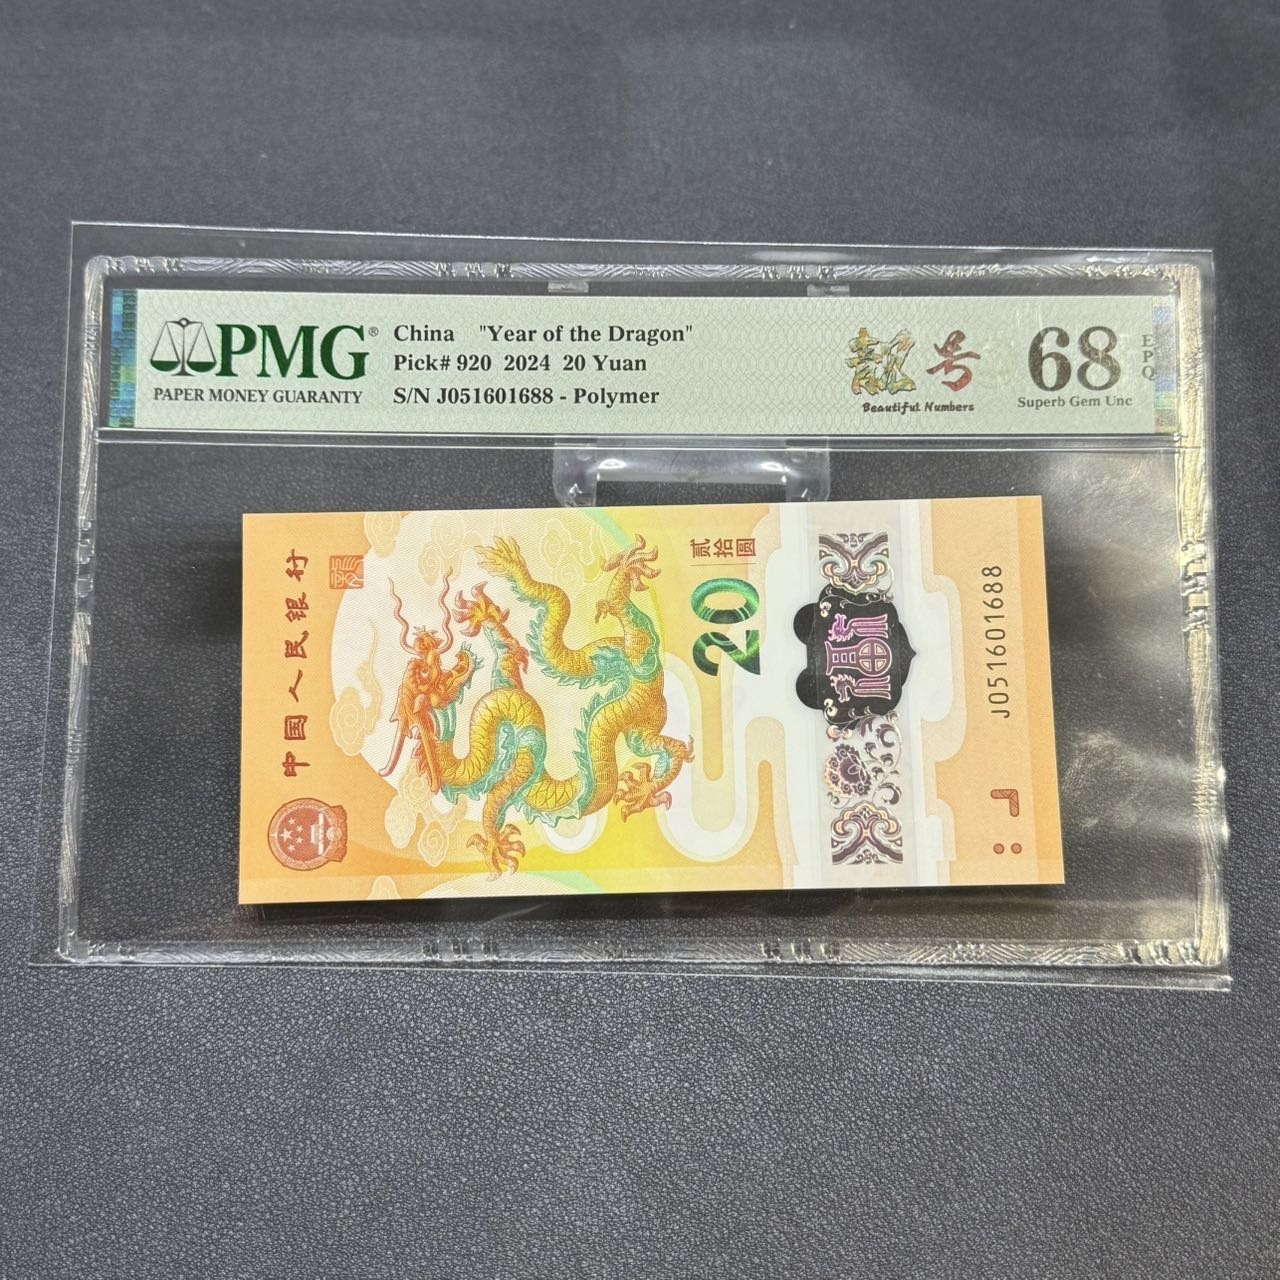 PMG®
PAPER MONEY GUARANTY
China "Year of the Dragon"
Pick# 920 2024 20 Yuan
S/N J051601688 - Polymer
靓号
Beautiful Numbers
68
EPQ
Superb Gem Unc
中国人民银行
贰拾圆
20
J051601688